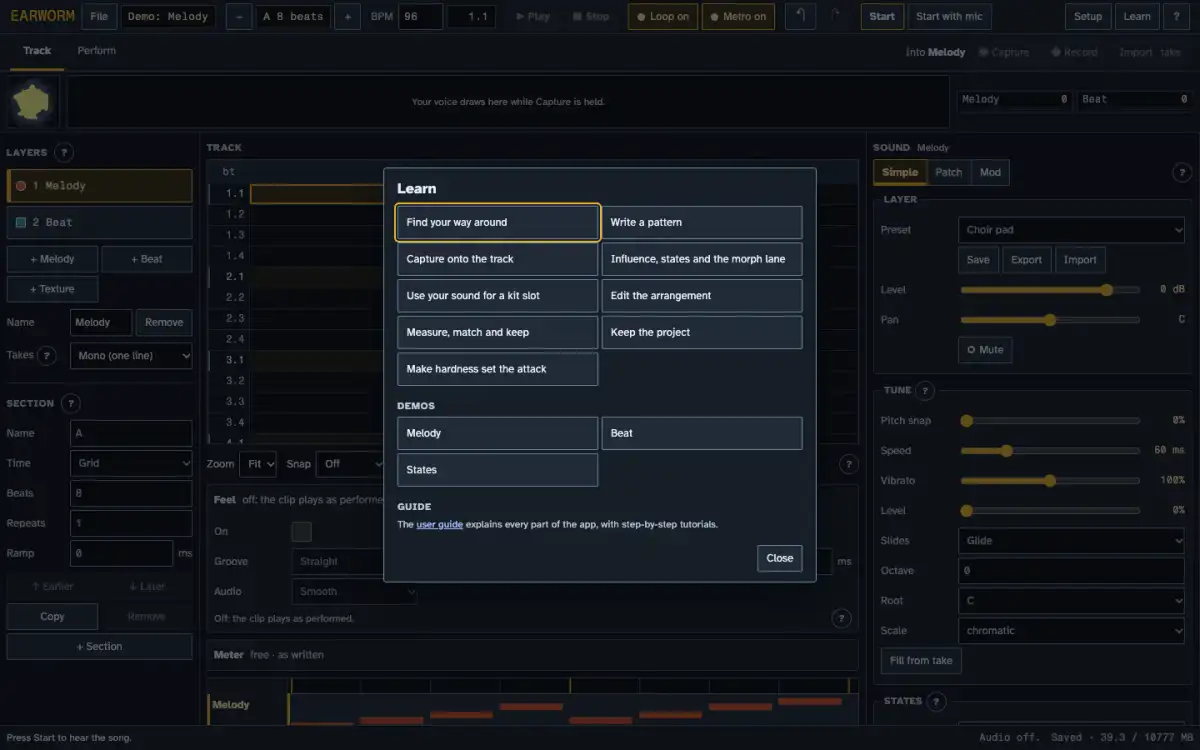 EARWORM File Demo: Melody - A 8 beats + BPM 96 1.1 Play Stop Loop on Metro on Start Start with mic Setup Learn ?
Track Perform Into Melody Capture Record Import take
Your voice draws here while Capture is held. Melody 0 Beat 0
LAYERS ?
1 Melody
2 Beat
+ Melody + Beat
+ Texture
Name Melody Remove
Takes ? Mono (one line)
SECTION ?
Name A
Time Grid
Beats 8
Repeats 1
Ramp 0 ms
↑ Earlier ↓ Later
Copy Remove
+ Section
TRACK
bt
1.1
1.2
1.3
1.4
2.1
2.2
2.3
2.4
3.1
3.2
3.3
3.4
4.1
Zoom Fit Snap Off ?
Feel off: the clip plays as performe
On
Groove Straight ms
Audio Smooth
Off: the clip plays as performed. ?
Meter free · as written
Melody
Learn
Find your way around Write a pattern
Capture onto the track Influence, states and the morph lane
Use your sound for a kit slot Edit the arrangement
Measure, match and keep Keep the project
Make hardness set the attack
DEMOS
Melody Beat
States
GUIDE
The user guide explains every part of the app, with step-by-step tutorials.
Close
SOUND Melody
Simple Patch Mod ?
LAYER
Preset Choir pad
Save Export Import
Level 0 dB
Pan C
Mute
TUNE ?
Pitch snap 0%
Speed 60 ms
Vibrato 100%
Level 0%
Slides Glide
Octave 0
Root C
Scale chromatic
Fill from take
STATES ?
Press Start to hear the song. Audio off. Saved · 39.3 / 10777 MB